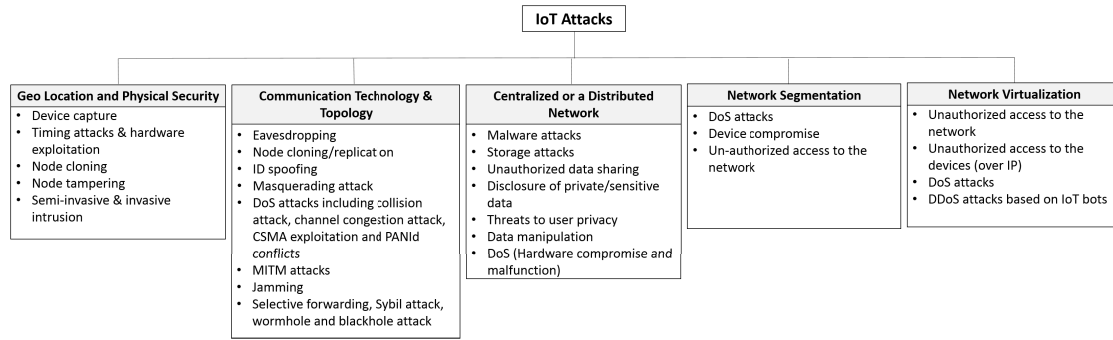 IoT Attacks
Geo Location and Physical Security
• Device capture
• Timing attacks & hardware
exploitation
• Node cloning
• Node tampering
• Semi-invasive & invasive
intrusion
Communication Technology &
Topology
• Eavesdropping
• Node cloning/replication
• ID spoofing
• Masquerading attack
• DoS attacks including collision
attack, channel congestion attack,
CSMA exploitation and PANId
conflicts
• MITM attacks
• Jamming
• Selective forwarding, Sybil attack,
wormhole and blackhole attack
Centralized or a Distributed
Network
• Malware attacks
• Storage attacks
• Unauthorized data sharing
• Disclosure of private/sensitive
data
• Threats to user privacy
• Data manipulation
• DoS (Hardware compromise and
malfunction)
Network Segmentation
• DoS attacks
• Device compromise
• Un-authorized access to the
network
Network Virtualization
• Unauthorized access to the
network
• Unauthorized access to the
devices (over IP)
• DoS attacks
• DDoS attacks based on IoT bots